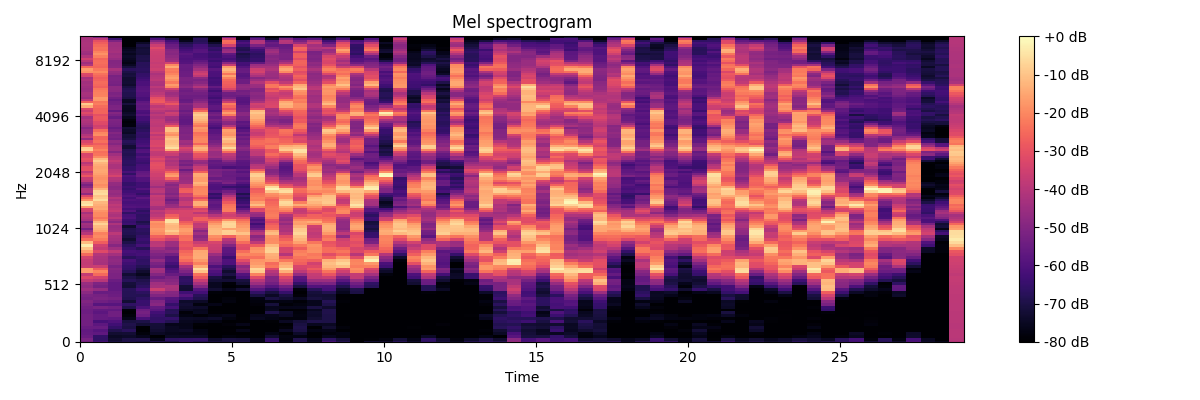 Mel spectrogram
Hz
8192
4096
2048
1024
512
0
0 5 10 15 20 25
Time
+0 dB
-10 dB
-20 dB
-30 dB
-40 dB
-50 dB
-60 dB
-70 dB
-80 dB